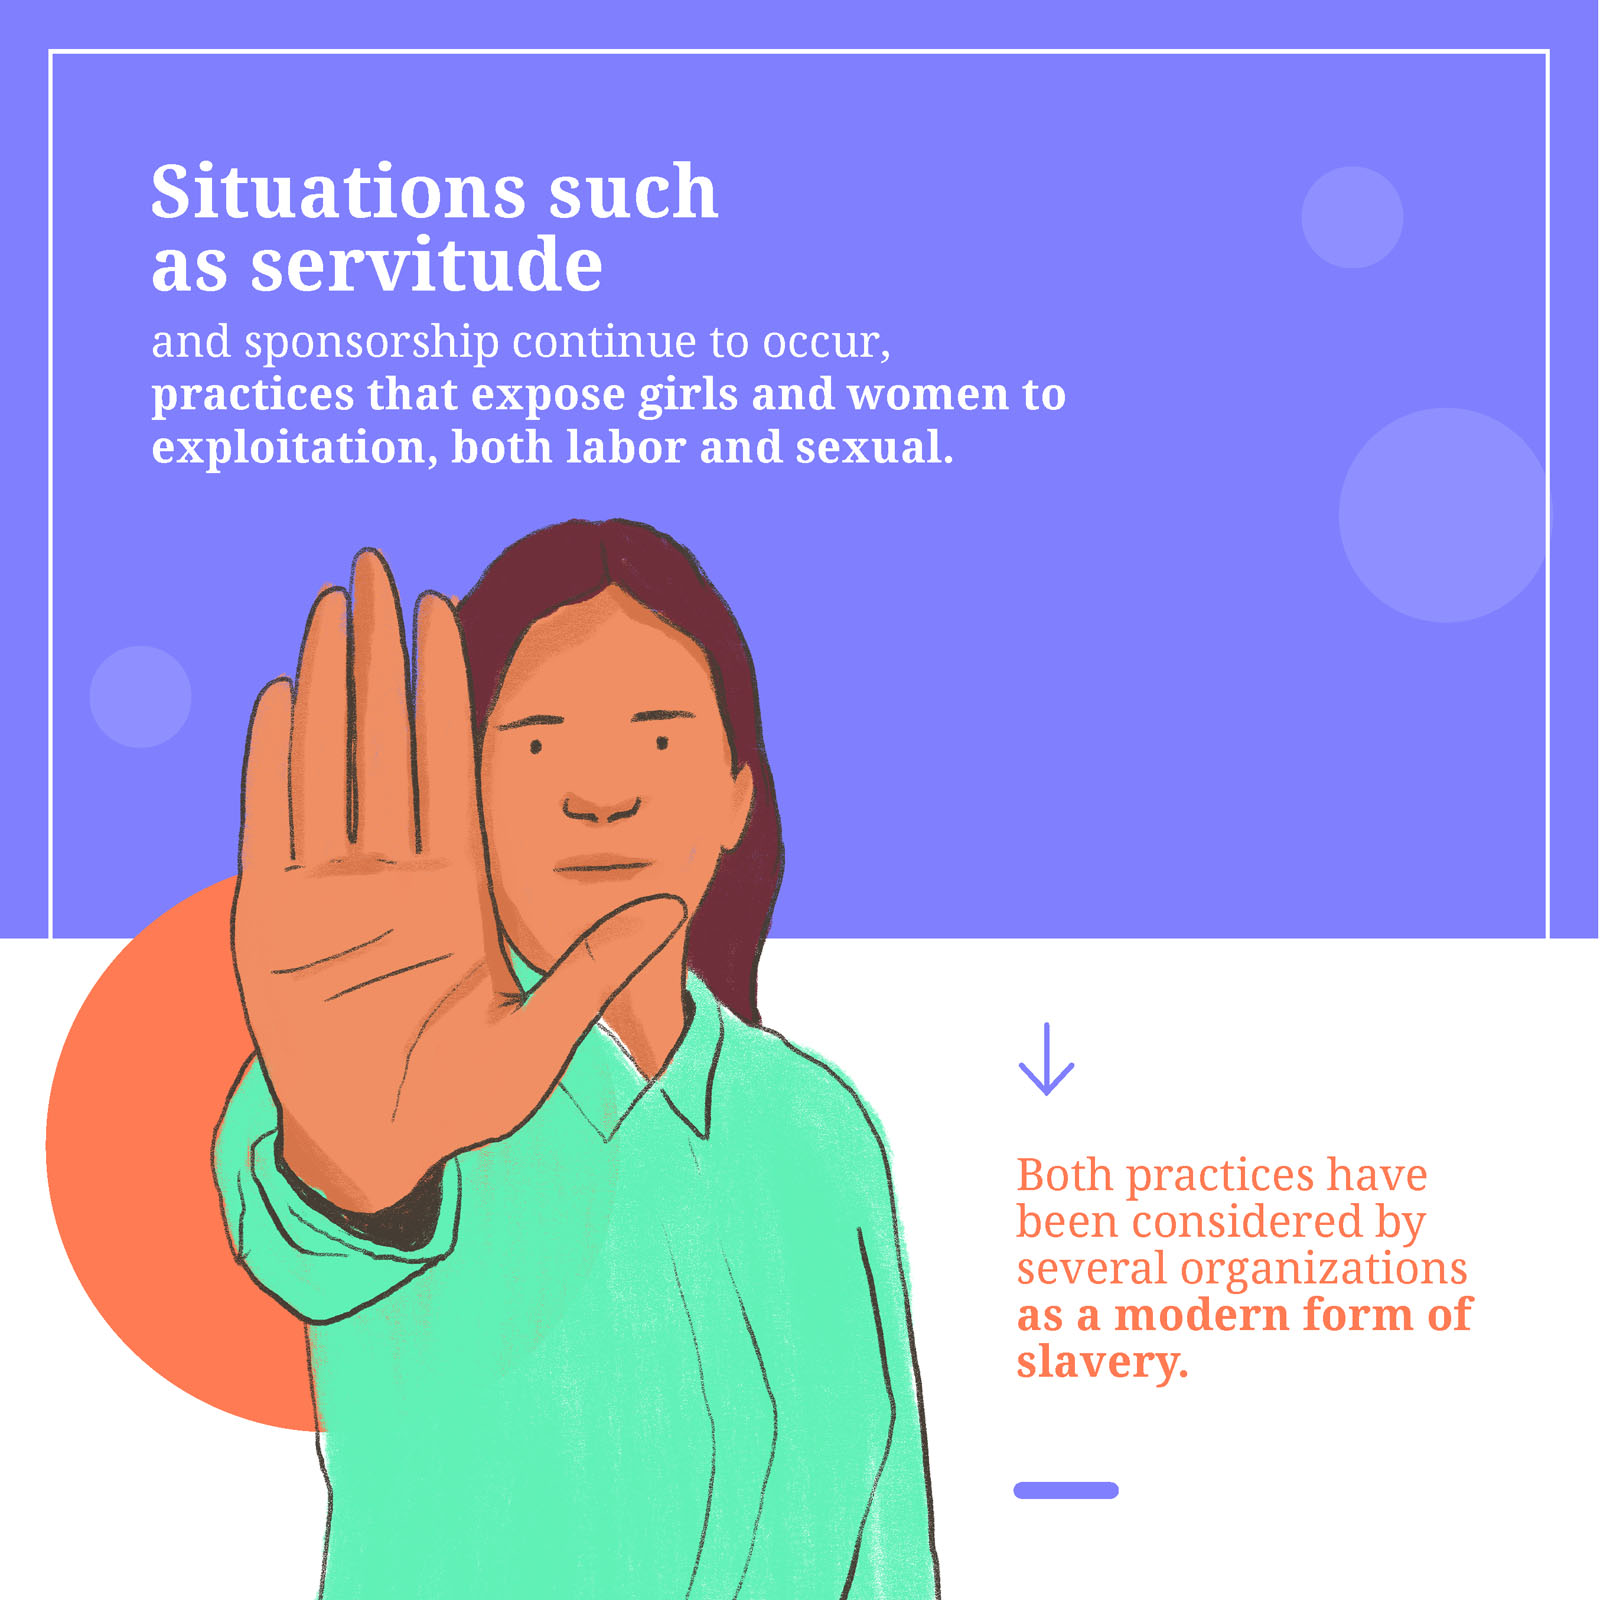 Situations such
as servitude
and sponsorship continue to occur,
practices that expose girls and women to
exploitation, both labor and sexual.
Both practices have
been considered by
several organizations
as a modern form of
slavery.